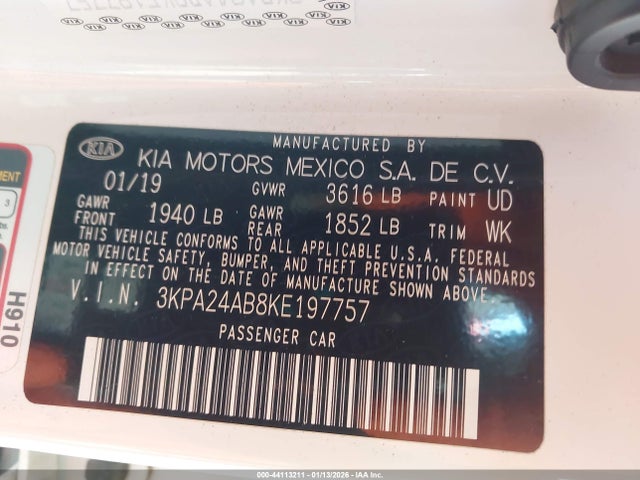 MANUFACTURED BY
KIA KIA MOTORS MEXICO S.A. DE C.V.
01/19 GVWR 3616 LB PAINT UD
GAWR FRONT 1940 LB GAWR REAR 1852 LB TRIM WK
THIS VEHICLE CONFORMS TO ALL APPLICABLE U.S.A. FEDERAL
MOTOR VEHICLE SAFETY, BUMPER, AND THEFT PREVENTION STANDARDS
IN EFFECT ON THE DATE OF MANUFACTURE SHOWN ABOVE.
V.I.N. 3KPA24AB8KE197757
PASSENGER CAR
MENT
3
H910
000-44113211 - 01/13/2026 - IAA Inc.